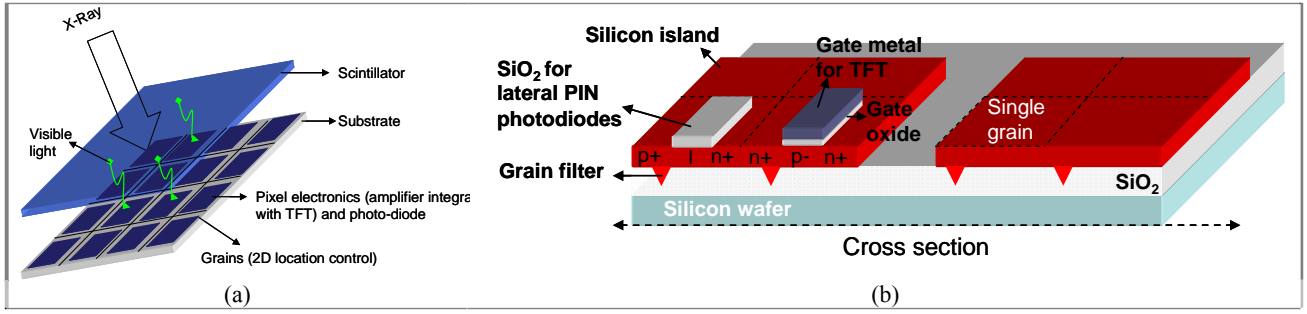 X-Ray
Scintillator
Substrate
Visible
light
Pixel electronics (amplifier integra
with TFT) and photo-diode
Grains (2D location control)
(a)
Silicon island
SiO2 for
lateral PIN
photodiodes
Gate metal
for TFT
Gate
oxide
Single
grain
p+ I n+ n+ p- n+
Grain filter
SiO2
Silicon wafer
Cross section
(b)